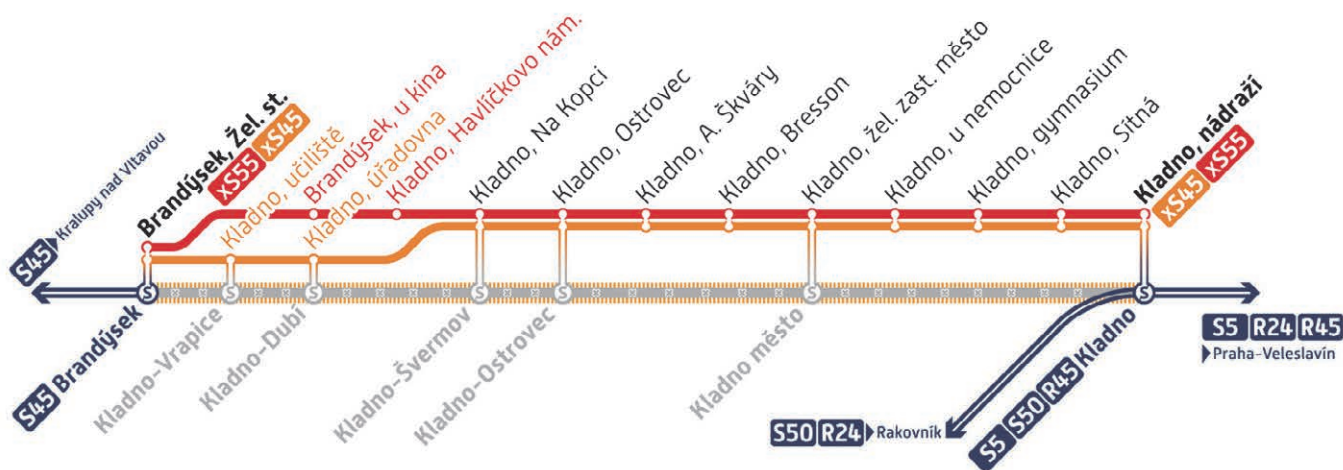 S45 Kralupy nad Vltavou
Brandýsek, Žel. st.
xS55 xS45
Kladno, učiliště
Brandýsek, u kina
Kladno, úřadovna
Kladno, Havlíčkovo nám.
Kladno, Na Kopci
Kladno, Ostrovec
Kladno, A. Škváry
Kladno, Bresson
Kladno, žel. zast. město
Kladno, u nemocnice
Kladno, gymnasium
Kladno, Sítná
Kladno, nádraží
xS45 xS55
S S S S S S S
S45 Brandýsek
Kladno-Vrapice
Kladno-Dubí
Kladno-Švermov
Kladno-Ostrovec
Kladno město
S5 S50 R45 Kladno
S50 R24 Rakovník
S5 R24 R45
Praha-Veleslavín